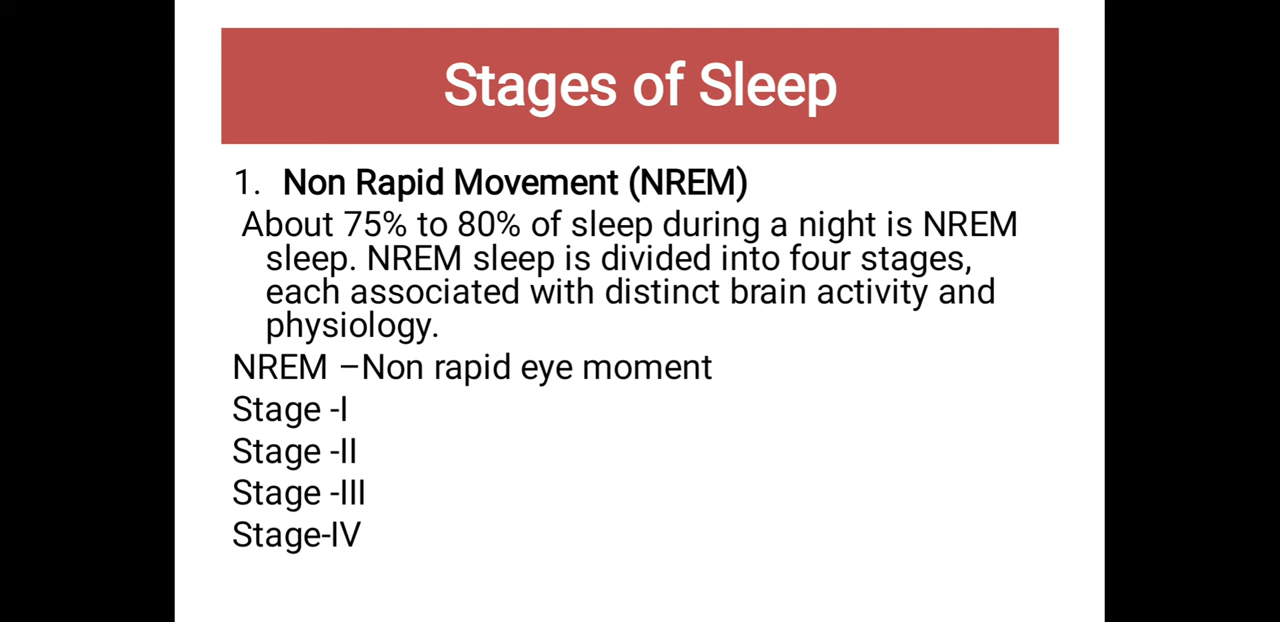 Stages of Sleep
1. Non Rapid Movement (NREM)
About 75% to 80% of sleep during a night is NREM
sleep. NREM sleep is divided into four stages,
each associated with distinct brain activity and
physiology.
NREM –Non rapid eye moment
Stage -I
Stage -II
Stage -III
Stage-IV